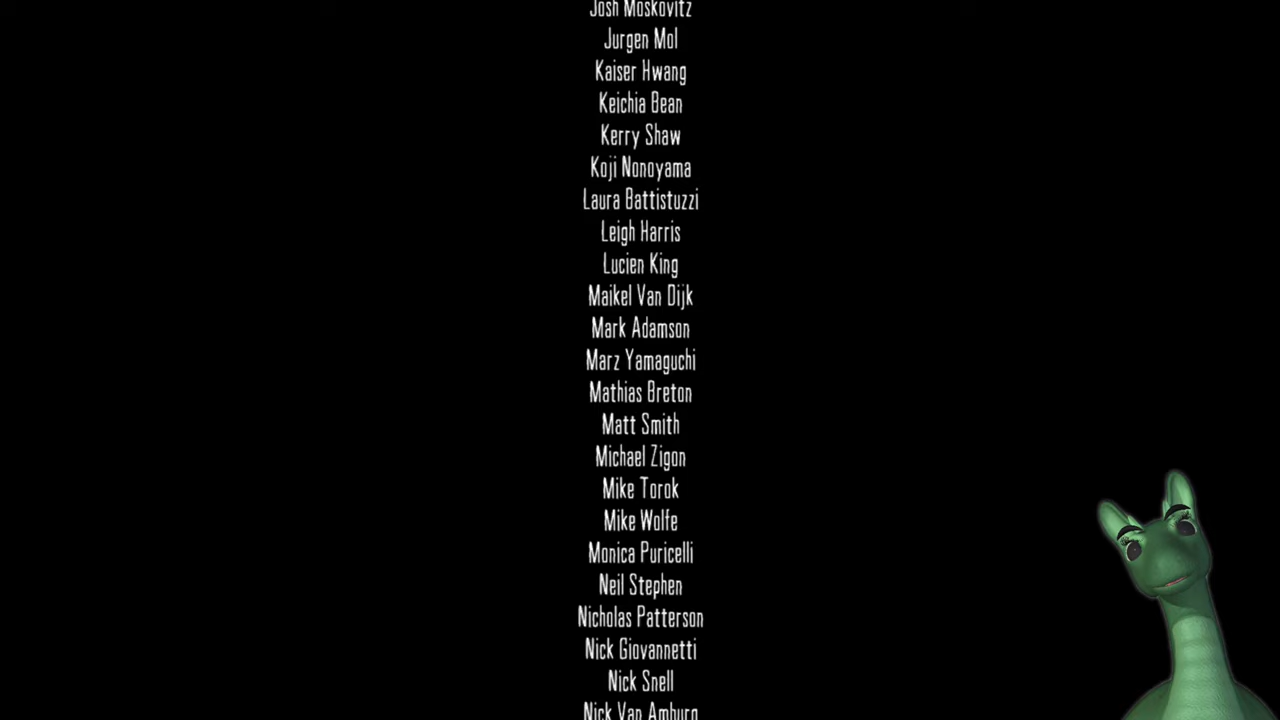 Josh Moskovitz
Jurgen Mol
Kaiser Hwang
Keichia Bean
Kerry Shaw
Koji Nonoyama
Laura Battistuzzi
Leigh Harris
Lucien King
Maikel Van Dijk
Mark Adamson
Marz Yamaguchi
Mathias Breton
Matt Smith
Michael Zigon
Mike Torok
Mike Wolfe
Monica Puricelli
Neil Stephen
Nicholas Patterson
Nick Giovannetti
Nick Snell
Nick Van Amburg